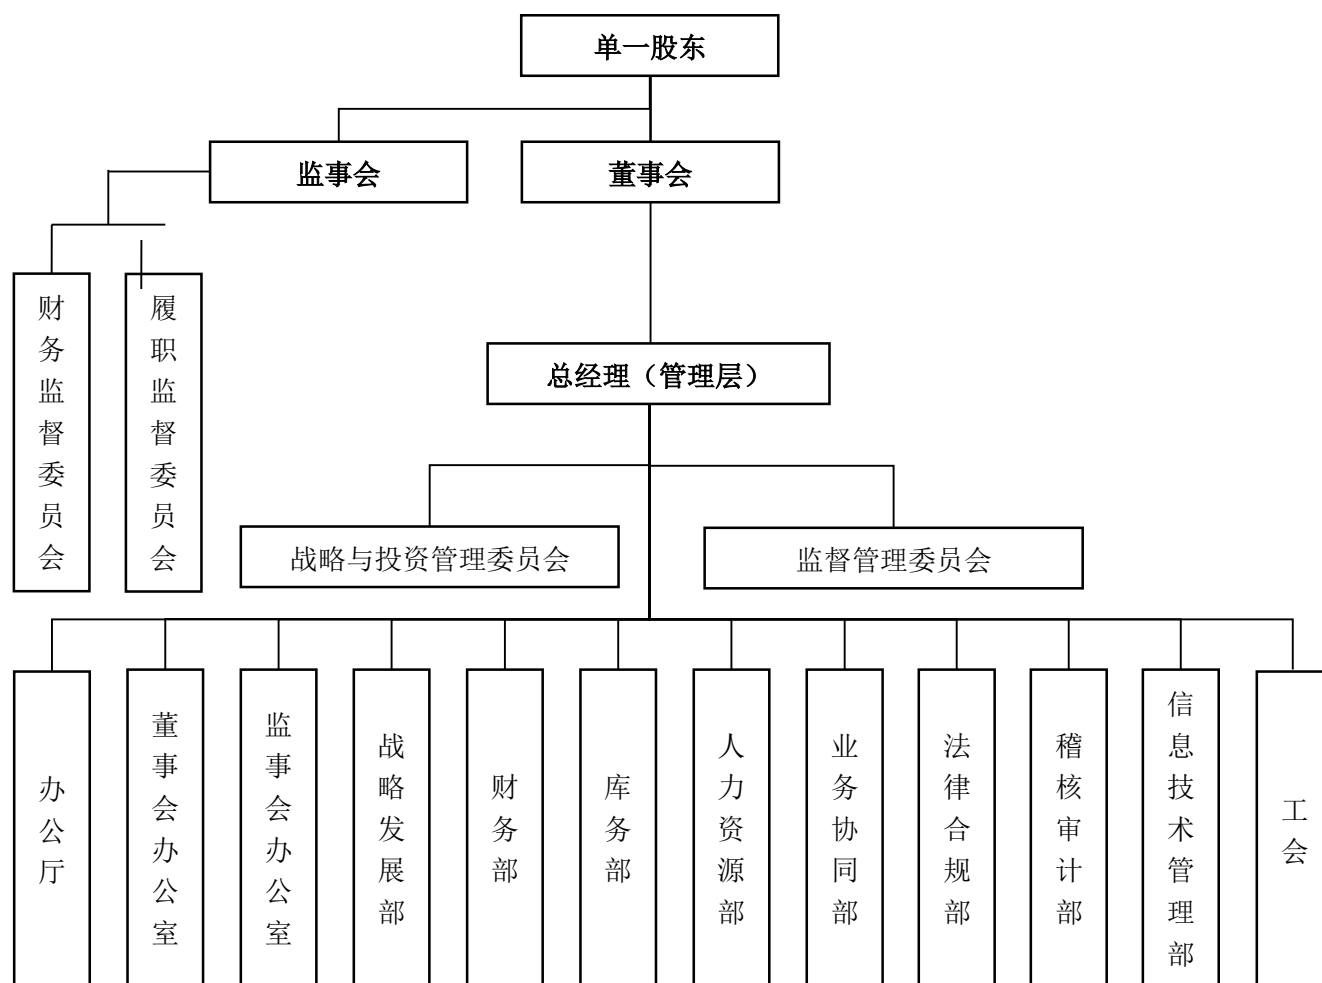 单一股东
监事会
董事会
财务监督委员会
履职监督委员会
总经理（管理层）
战略与投资管理委员会
监督管理委员会
办公厅
董事会办公室
监事会办公室
战略发展部
财务部
库务部
人力资源部
业务协同部
法律合规部
稽核审计部
信息技术管理部
工会